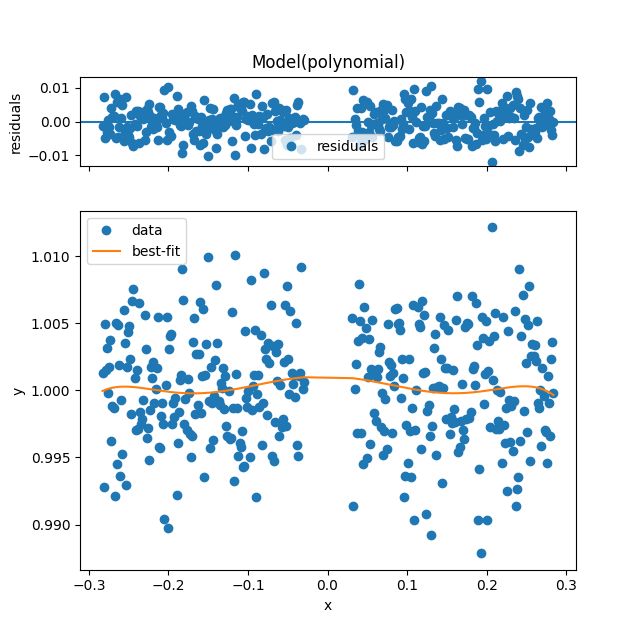 Model(polynomial)
0.01
0.00
−0.01
residuals
residuals
data
best-fit
1.010
1.005
1.000
0.995
0.990
y
−0.3
−0.2
−0.1
0.0
0.1
0.2
0.3
x